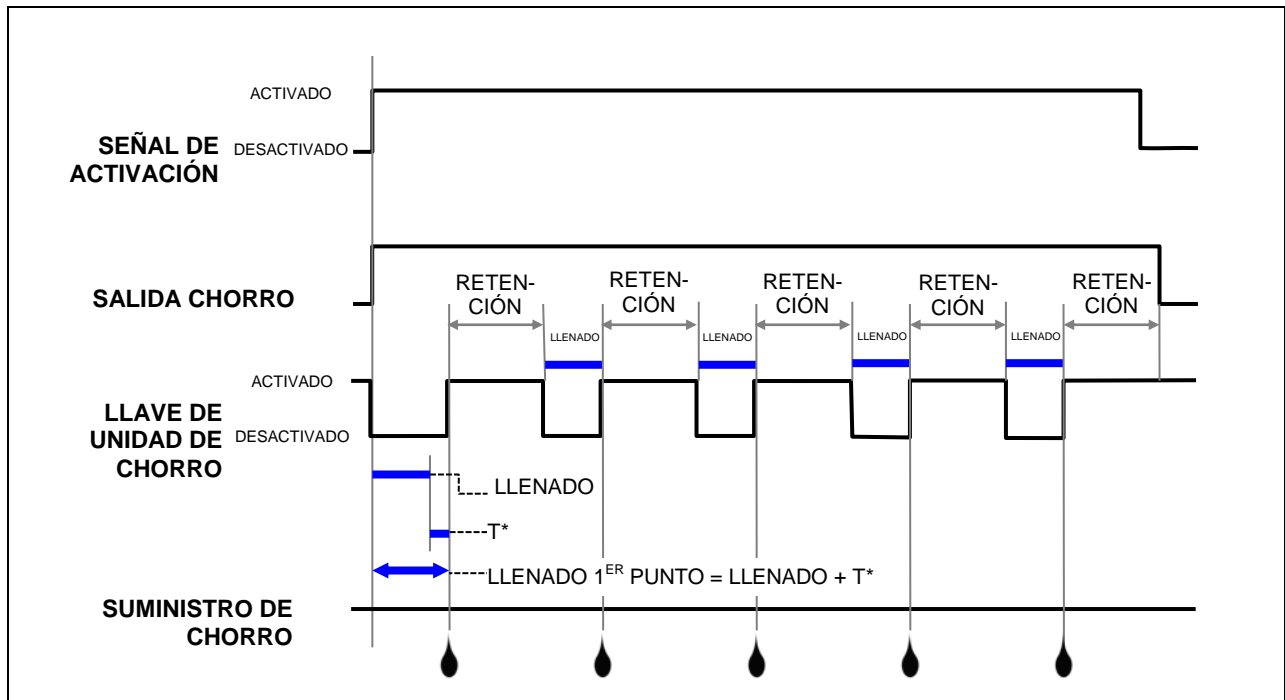 ACTIVADO
SEÑAL DE
ACTIVACIÓN
DESACTIVADO
SALIDA CHORRO
RETEN-
CIÓN
RETEN-
CIÓN
RETEN-
CIÓN
RETEN-
CIÓN
RETEN-
CIÓN
LLENADO
LLENADO
LLENADO
LLENADO
ACTIVADO
LLAVE DE
UNIDAD DE
CHORRO
DESACTIVADO
LLENADO
T*
LLENADO 1ER PUNTO = LLENADO + T*
SUMINISTRO DE
CHORRO